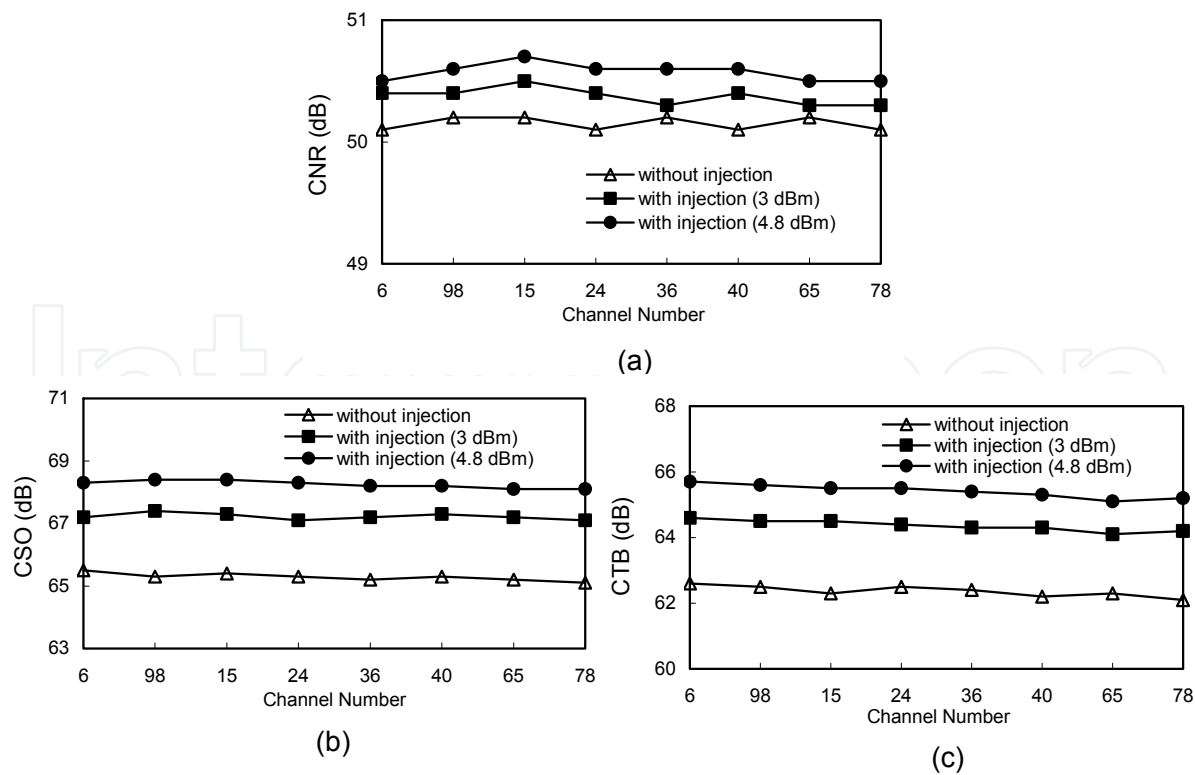 51
50
49
CNR (dB)
without injection
with injection (3 dBm)
with injection (4.8 dBm)
6 98 15 24 36 40 65 78
Channel Number
(a)
71
69
67
65
63
CSO (dB)
without injection
with injection (3 dBm)
with injection (4.8 dBm)
6 98 15 24 36 40 65 78
Channel Number
(b)
68
66
64
62
60
CTB (dB)
without injection
with injection (3 dBm)
with injection (4.8 dBm)
6 98 15 24 36 40 65 78
Channel Number
(c)